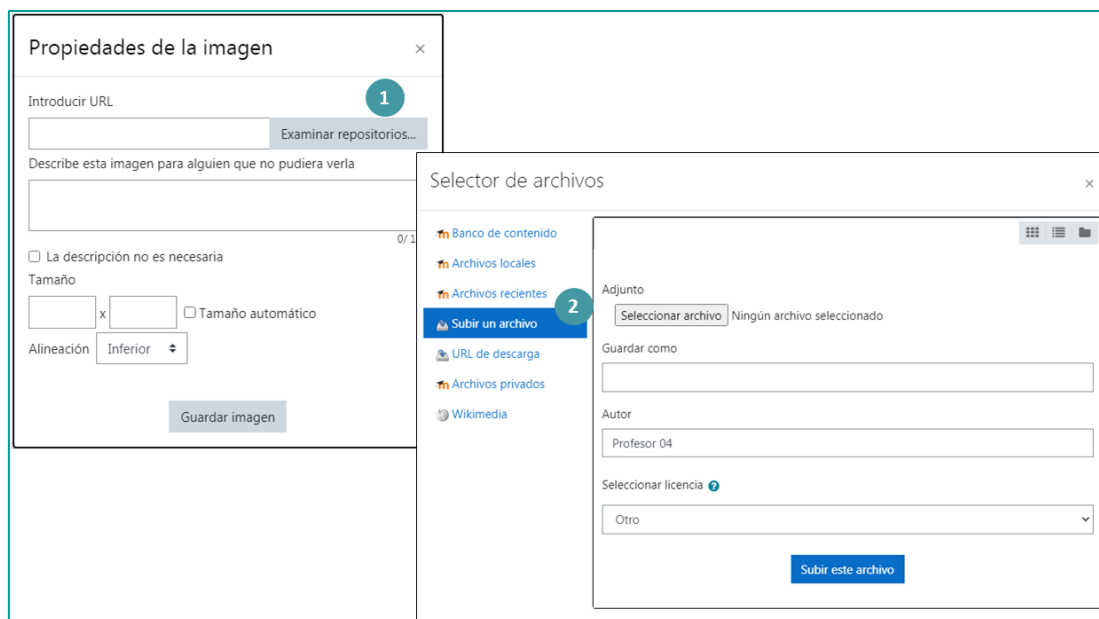 Propiedades de la imagen ×
1
Introducir URL
Examinar repositorios...
Describe esta imagen para alguien que no pudiera verla
0/ 1
La descripción no es necesaria
Tamaño
x Tamaño automático
Alineación Inferior
Guardar imagen
Selector de archivos ×
Banco de contenido
Archivos locales
Archivos recientes
2
Subir un archivo
URL de descarga
Archivos privados
Wikimedia
Adjunto
Seleccionar archivo Ningún archivo seleccionado
Guardar como
Autor
Profesor 04
Seleccionar licencia ?
Otro
Subir este archivo